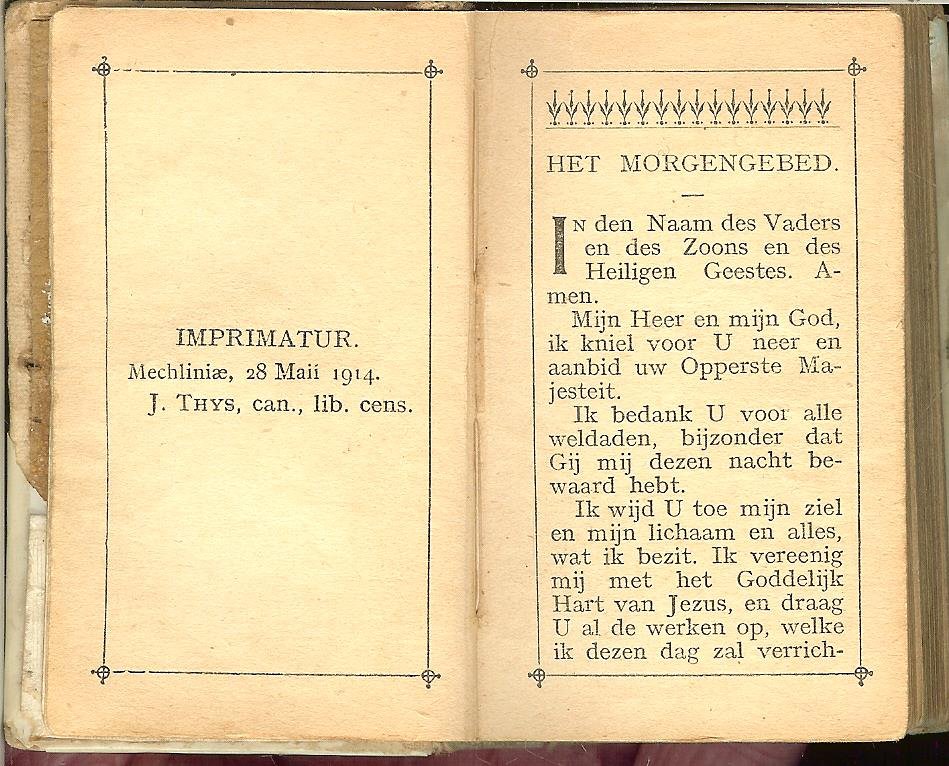 IMPRIMATUR.
Mechliniæ, 28 Maii 1914.
J. THYS, can., lib. cens.
HET MORGENGEBED.
IN den Naam des Vaders
en des Zoons en des
Heiligen Geestes. A-
men.
Mijn Heer en mijn God,
ik kniel voor U neer en
aanbid uw Opperste Ma-
jesteit.
Ik bedank U voor alle
weldaden, bijzonder dat
Gij mij dezen nacht be-
waard hebt.
Ik wijd U toe mijn ziel
en mijn lichaam en alles,
wat ik bezit. Ik vereenig
mij met het Goddelijk
Hart van Jezus, en draag
U al de werken op, welke
ik dezen dag zal verrich-